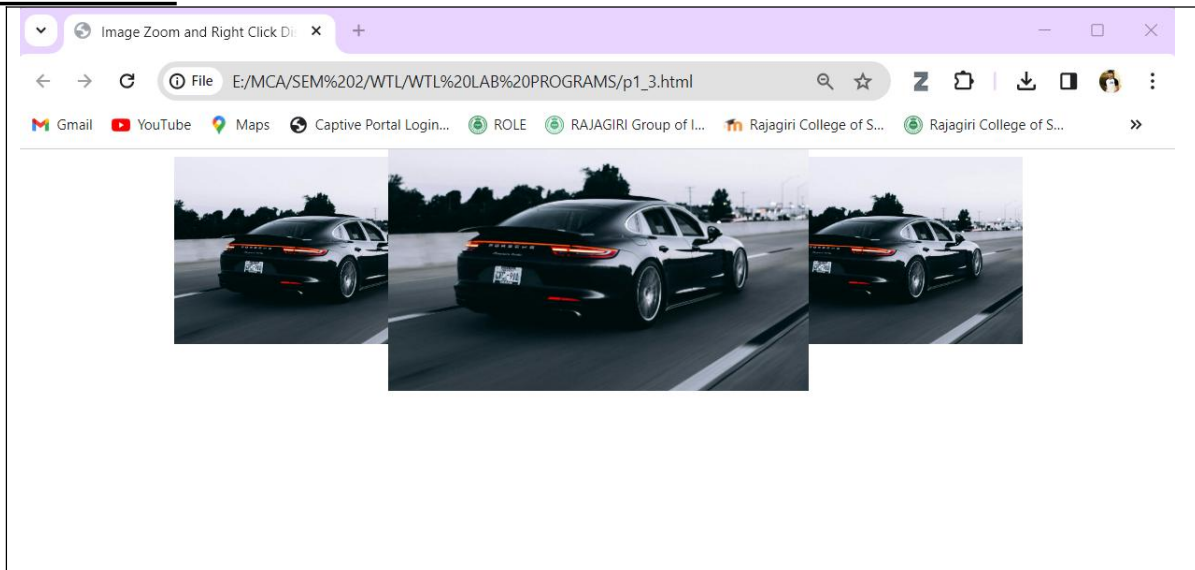 Image Zoom and Right Click Di
File E:/MCA/SEM%202/WTL/WTL%20LAB%20PROGRAMS/p1_3.html
Gmail YouTube Maps Captive Portal Login... ROLE RAJAGIRI Group of I... Rajagiri College of S... Rajagiri College of S...
PORSCHE